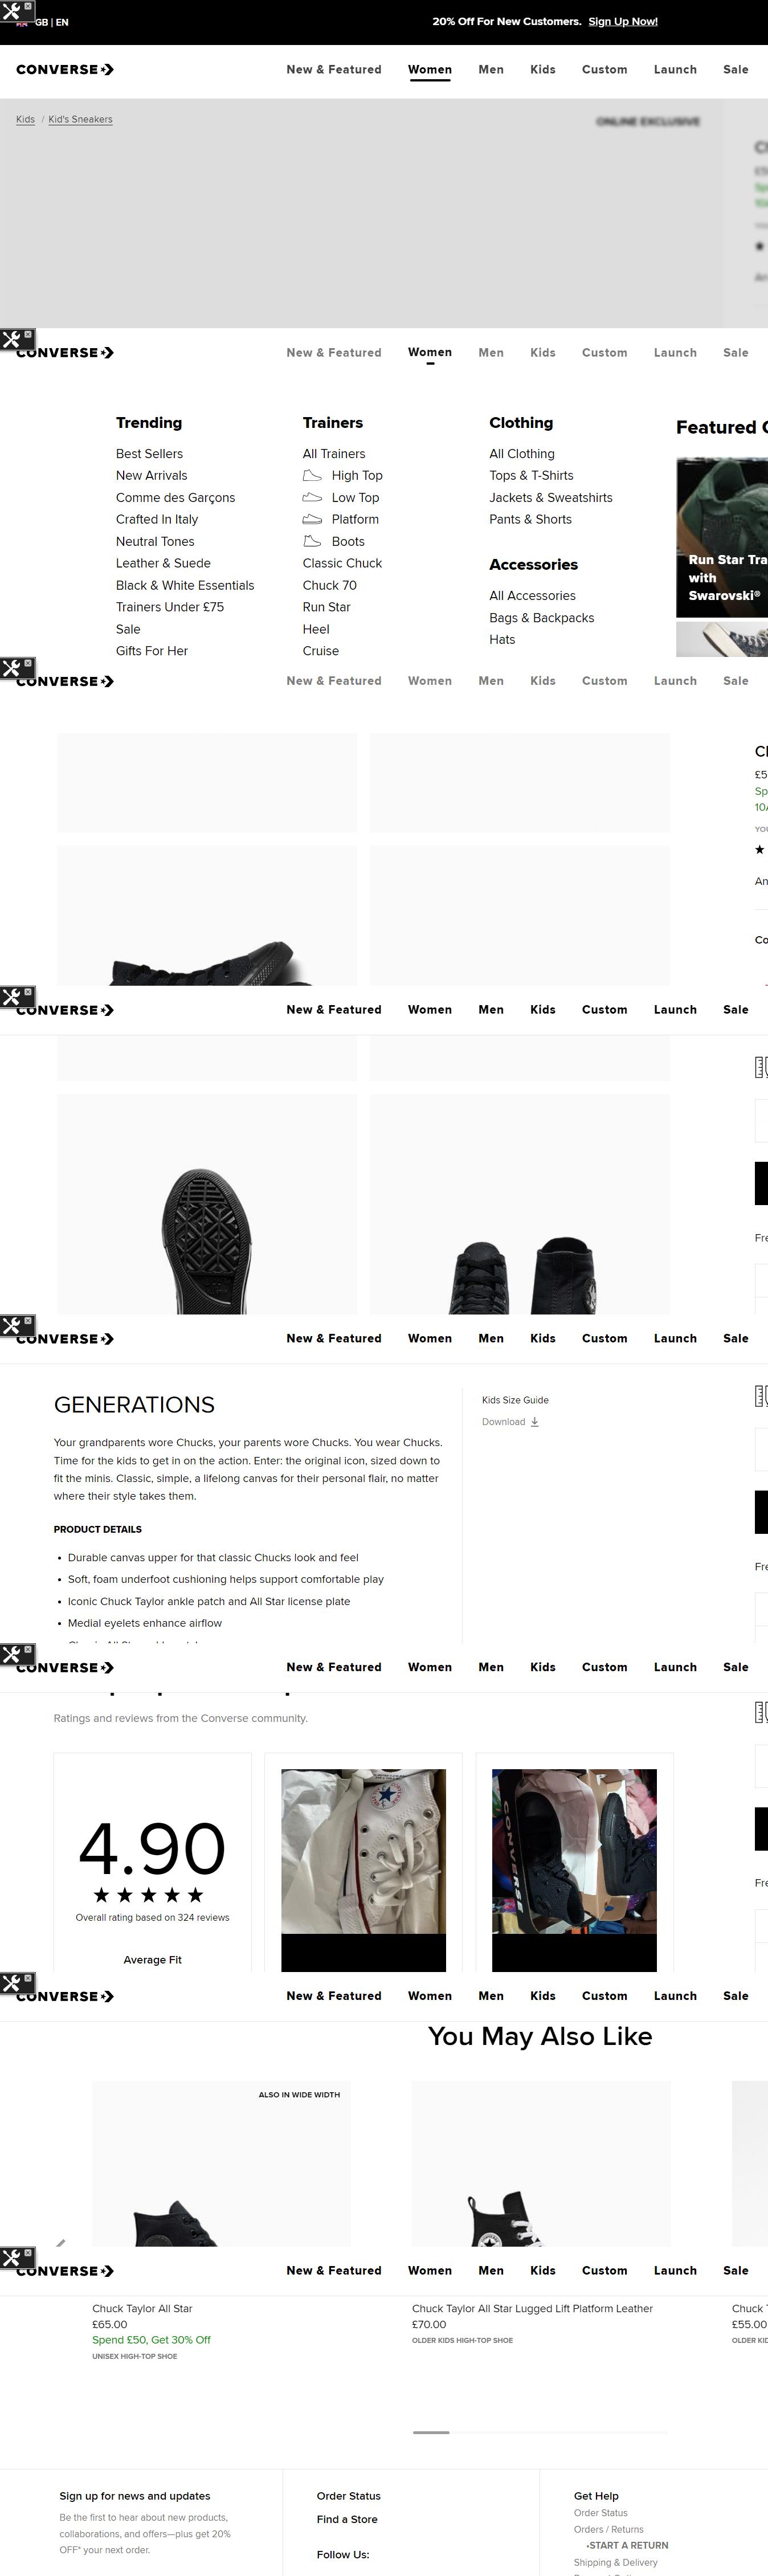 GB | EN
20% Off For New Customers. Sign Up Now!
CONVERSE
New & Featured Women Men Kids Custom Launch Sale
Kids / Kid's Sneakers
ONLINE EXCLUSIVE
CONVERSE
New & Featured Women Men Kids Custom Launch Sale
Trending
Best Sellers
New Arrivals
Comme des Garçons
Crafted In Italy
Neutral Tones
Leather & Suede
Black & White Essentials
Trainers Under £75
Sale
Gifts For Her
Trainers
All Trainers
High Top
Low Top
Platform
Boots
Classic Chuck
Chuck 70
Run Star
Heel
Cruise
Clothing
All Clothing
Tops & T-Shirts
Jackets & Sweatshirts
Pants & Shorts
Accessories
All Accessories
Bags & Backpacks
Hats
Featured
Run Star
with
Swarovski®
CONVERSE
New & Featured Women Men Kids Custom Launch Sale
CONVERSE
New & Featured Women Men Kids Custom Launch Sale
CONVERSE
New & Featured Women Men Kids Custom Launch Sale
GENERATIONS
Your grandparents wore Chucks, your parents wore Chucks. You wear Chucks.
Time for the kids to get in on the action. Enter: the original icon, sized down to
fit the minis. Classic, simple, a lifelong canvas for their personal flair, no matter
where their style takes them.
PRODUCT DETAILS
• Durable canvas upper for that classic Chucks look and feel
• Soft, foam underfoot cushioning helps support comfortable play
• Iconic Chuck Taylor ankle patch and All Star license plate
• Medial eyelets enhance airflow
Kids Size Guide
Download
CONVERSE
New & Featured Women Men Kids Custom Launch Sale
Ratings and reviews from the Converse community.
4.90
Overall rating based on 324 reviews
Average Fit
CONVERSE
CONVERSE
New & Featured Women Men Kids Custom Launch Sale
You May Also Like
ALSO IN WIDE WIDTH
CONVERSE
New & Featured Women Men Kids Custom Launch Sale
Chuck Taylor All Star
£65.00
Spend £50, Get 30% Off
UNISEX HIGH-TOP SHOE
Chuck Taylor All Star Lugged Lift Platform Leather
£70.00
OLDER KIDS HIGH-TOP SHOE
Chuck
£55.00
OLDER
Sign up for news and updates
Be the first to hear about new products,
collaborations, and offers—plus get 20%
OFF* your next order.
Order Status
Find a Store
Follow Us:
Get Help
Order Status
Orders / Returns
•START A RETURN
Shipping & Delivery